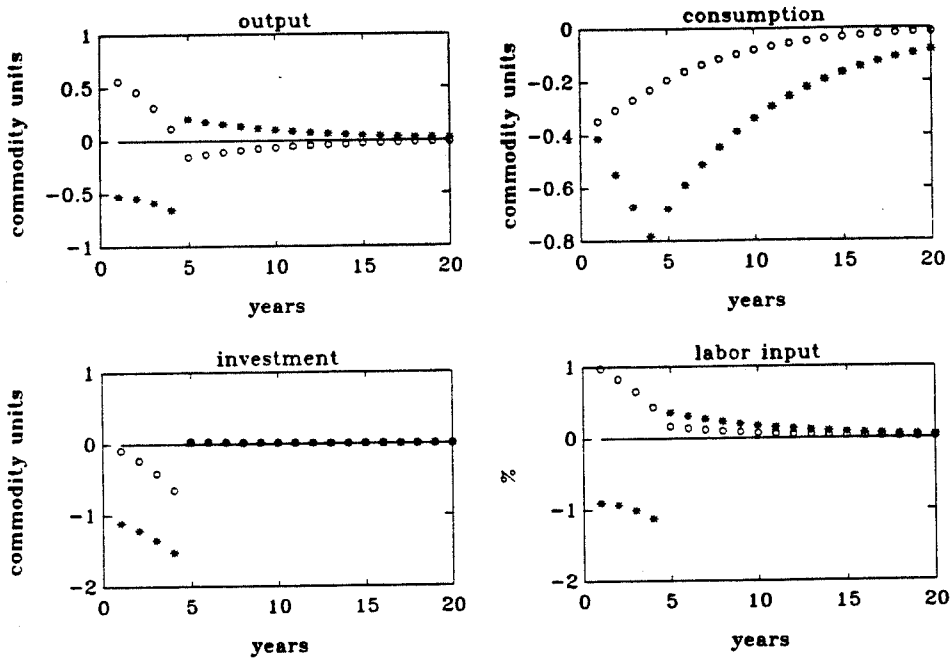 output
commodity units
1
0.5
0
-0.5
-1
0 5 10 15 20
years
consumption
commodity units
0
-0.2
-0.4
-0.6
-0.8
0 5 10 15 20
years
investment
commodity units
1
0
-1
-2
0 5 10 15 20
years
labor input
%
1
0
-1
-2
0 5 10 15 20
years